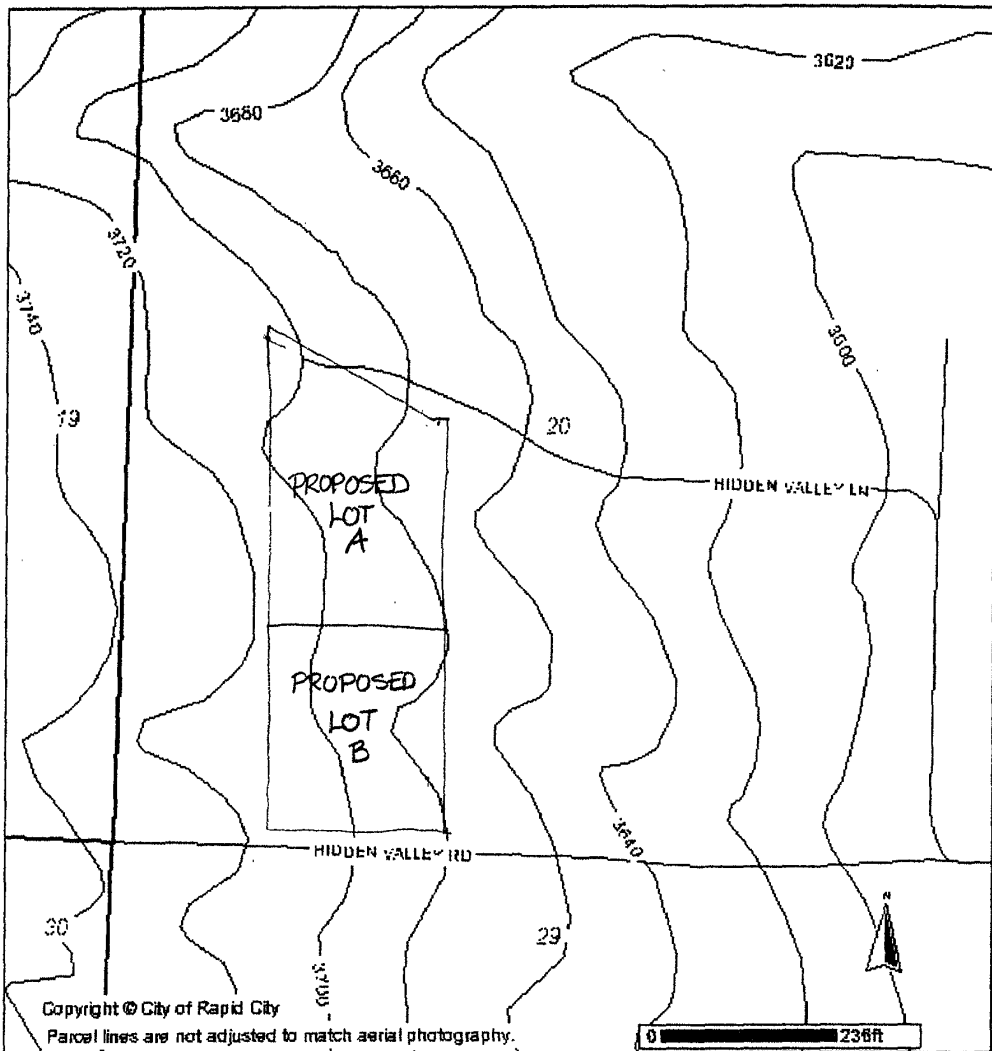 3620
3680
3660
3720
3740
3600
19
20
PROPOSED
LOT
A
HIDDEN VALLEY LN
PROPOSED
LOT
B
3640
HIDDEN VALLEY RD
30
29
N
3700
Copyright © City of Rapid City
Parcel lines are not adjusted to match aerial photography.
0 236ft